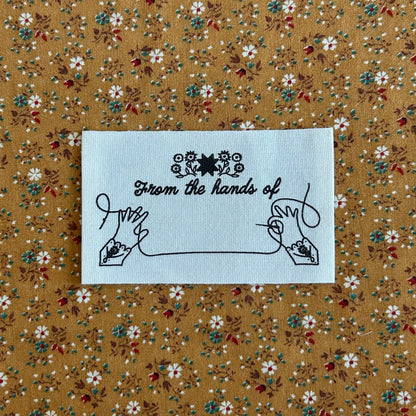 From the hands of